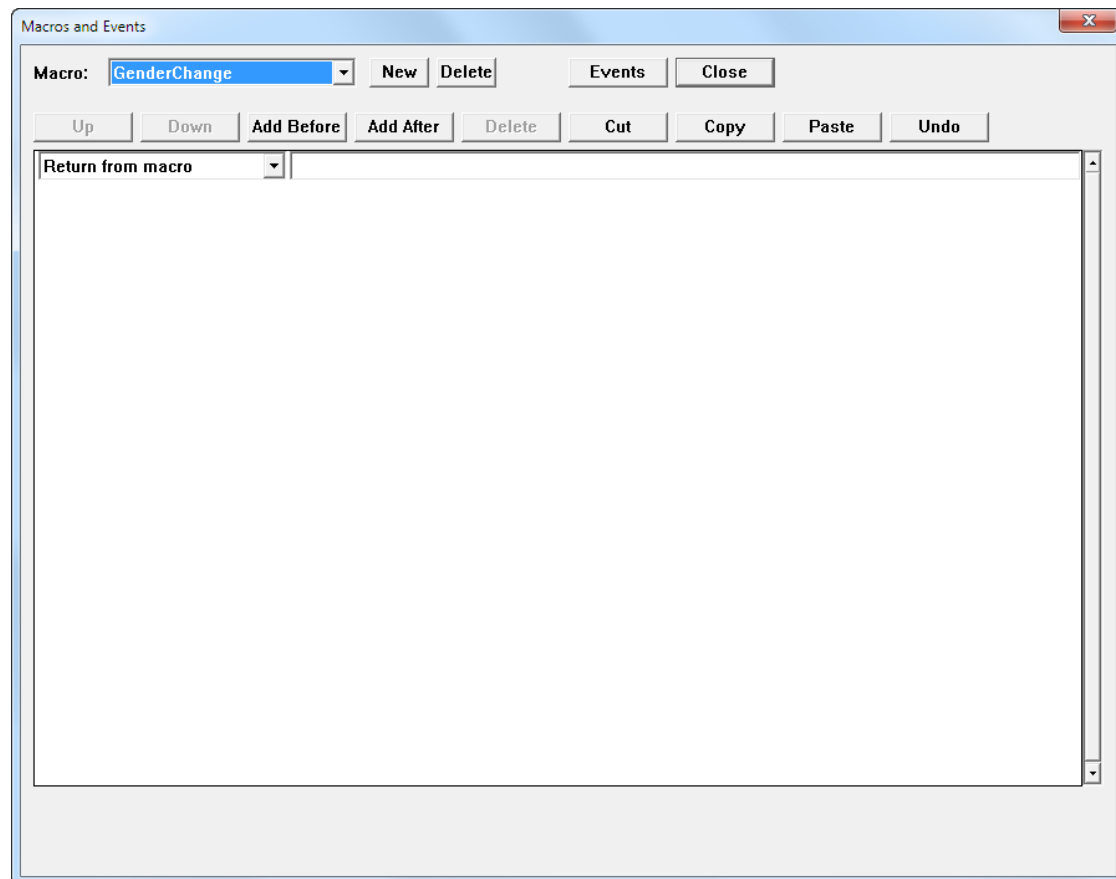 Macros and Events
Macro: GenderChange New Delete Events Close
Up Down Add Before Add After Delete Cut Copy Paste Undo
Return from macro